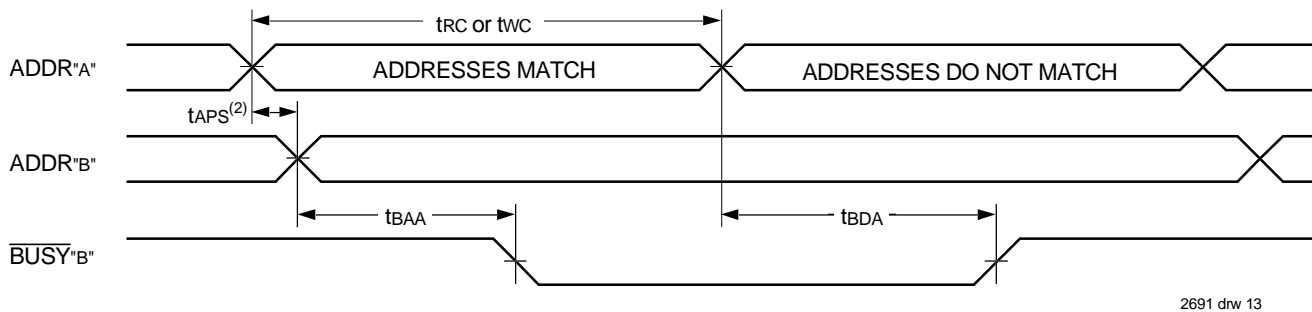 tRC or tWC
ADDR"A"
ADDRESSES MATCH
ADDRESSES DO NOT MATCH
tAPS(2)
ADDR"B"
tBAA
tBDA
BUSY"B"
2691 drw 13